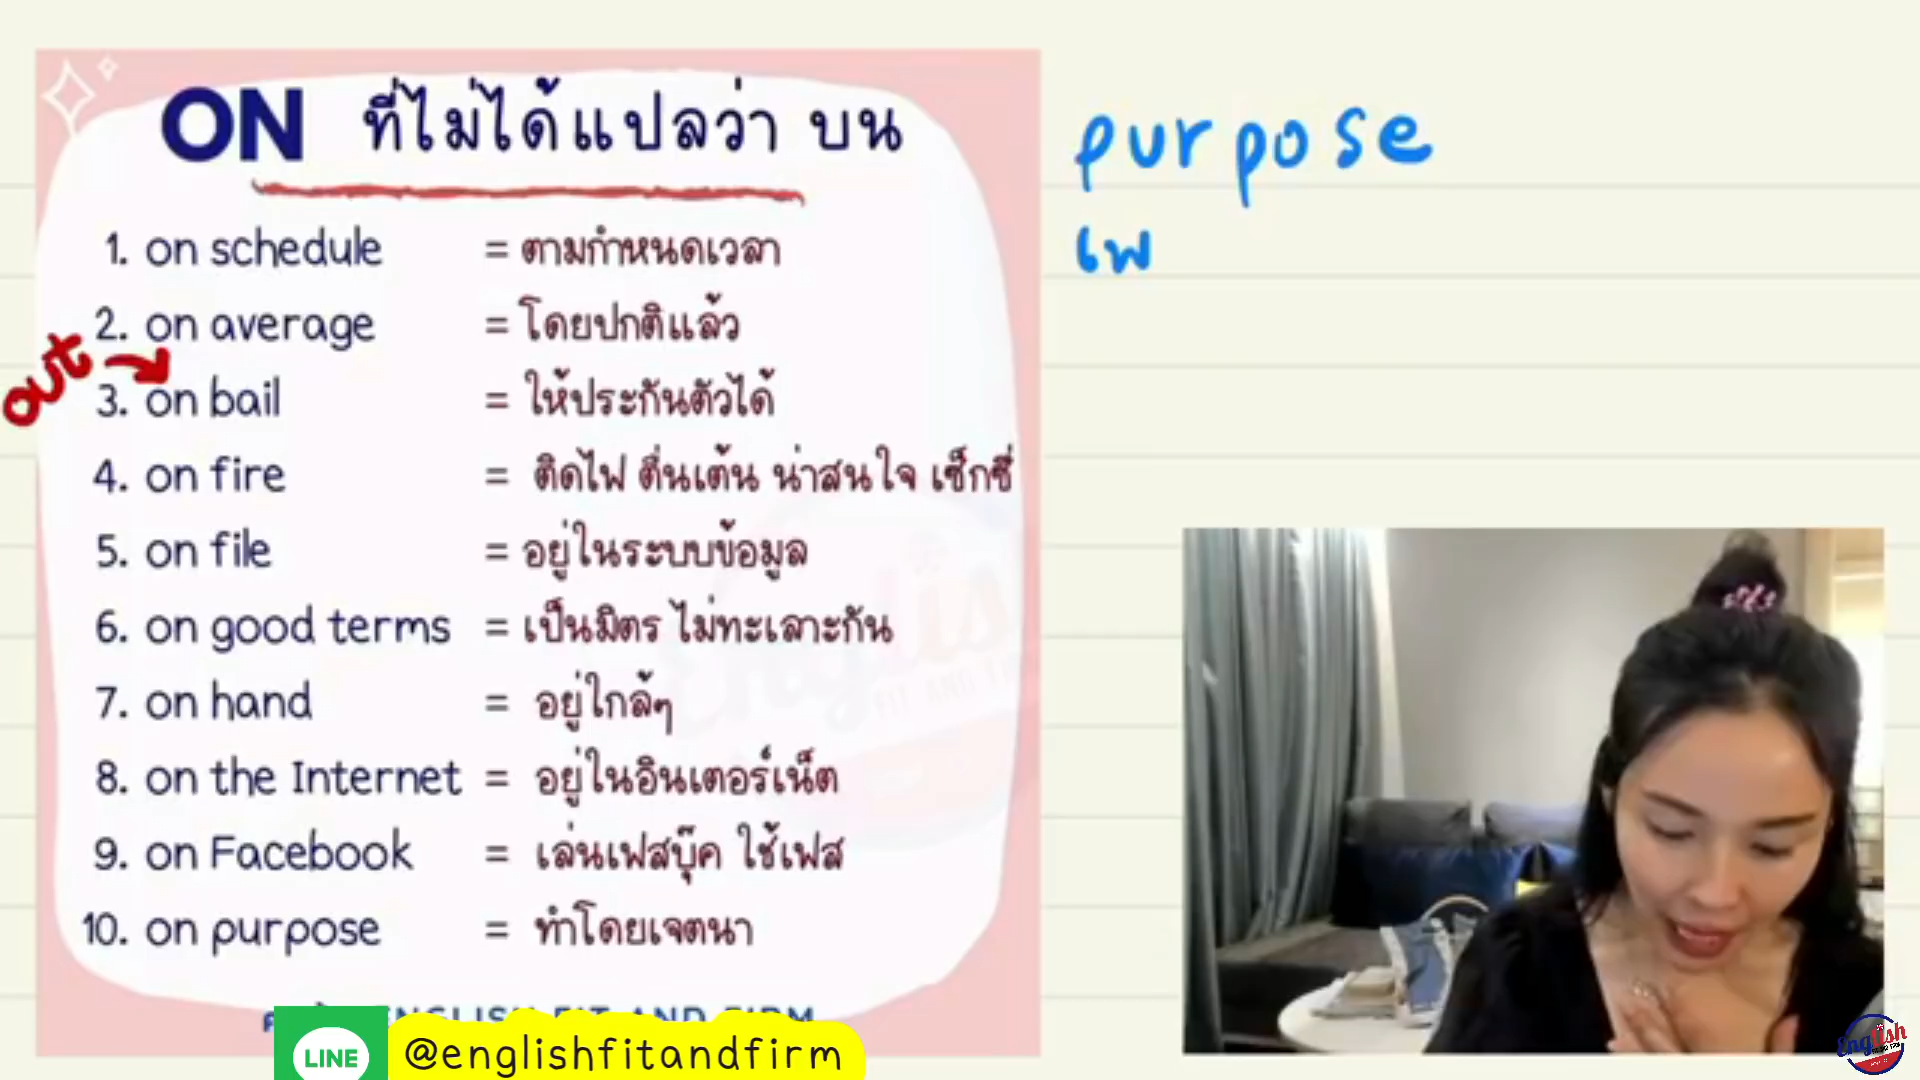 ON ที่ไม่ได้แปลว่า บน
1. on schedule = ตามกำหนดเวลา
2. on average = โดยปกติแล้ว
out
3. on bail = ให้ประกันตัวได้
4. on fire = ติดไฟ ตื่นเต้น น่าสนใจ เซ็กซี่
5. on file = อยู่ในระบบข้อมูล
6. on good terms = เป็นมิตร ไม่ทะเลาะกัน
7. on hand = อยู่ใกล้ๆ
8. on the Internet = อยู่ในอินเตอร์เน็ต
9. on Facebook = เล่นเฟสบุ๊ค ใช้เฟส
10. on purpose = ทำโดยเจตนา
ENGLISH FIT AND FIRM
LINE @englishfitandfirm
purpose
เพ
English